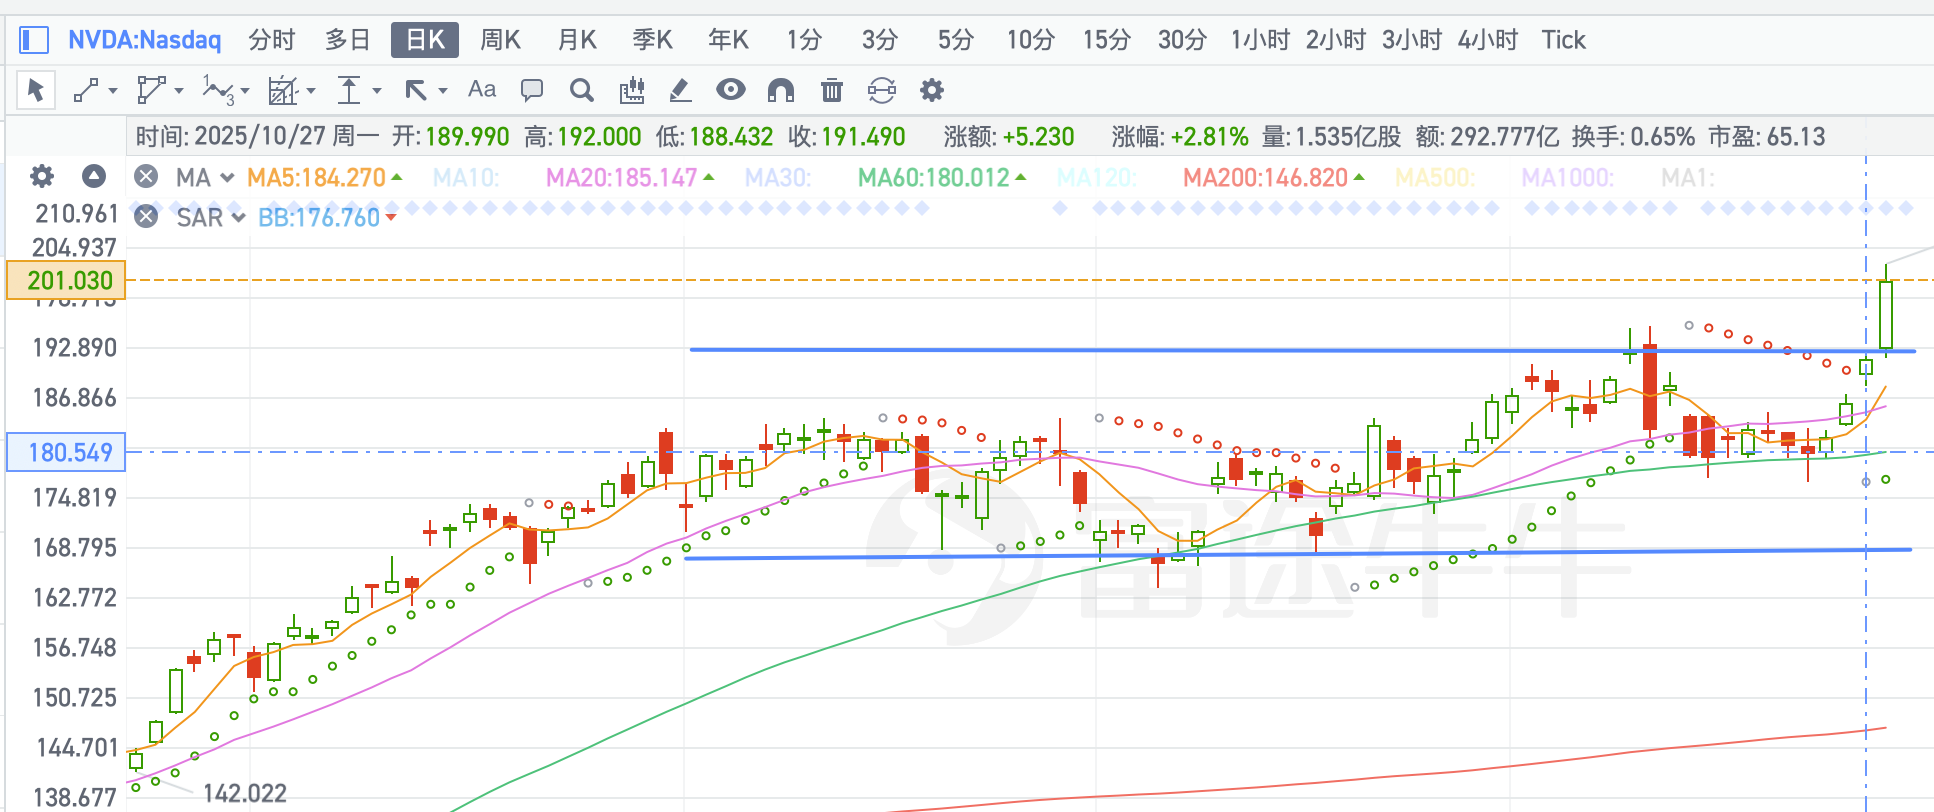 NVDA:Nasdaq 分时 多日 日K 周K 月K 季K 年K 1分 3分 5分 10分 15分 30分 1小时 2小时 3小时 4小时 Tick
1 3 Aa
时间: 2025/10/27 周一 开:189.990 高:192.000 低:188.432 收:191.490 涨额:+5.230 涨幅:+2.81% 量:1.535亿股 额:292.777亿 换手:0.65% 市盈:65.13
MA MA5:184.270 MA10: MA20:185.147 MA30: MA60:180.012 MA120: MA200:146.820 MA500: MA1000: MA1:
210.961 SAR BB:176.760
204.937
201.030
192.890
186.866
180.549
174.819
168.795
富途牛牛
162.772
156.748
150.725
144.701
142.022
138.677